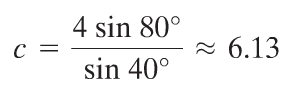 c = 4 sin 80° / sin 40° ≈ 6.13